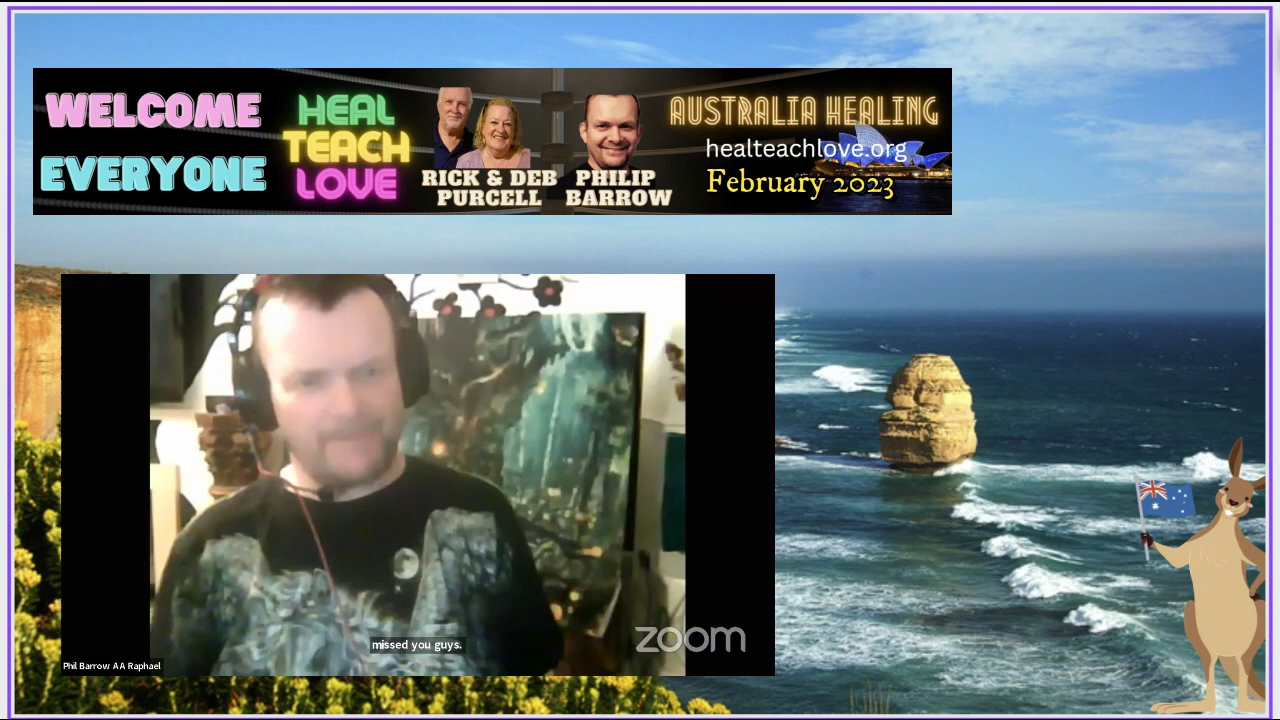 WELCOME
EVERYONE
HEAL
TEACH
LOVE
RICK & DEB
PURCELL
PHILIP
BARROW
AUSTRALIA HEALING
healteachlove.org
February 2023
missed you guys.
zoom
Phil Barrow AA Raphael